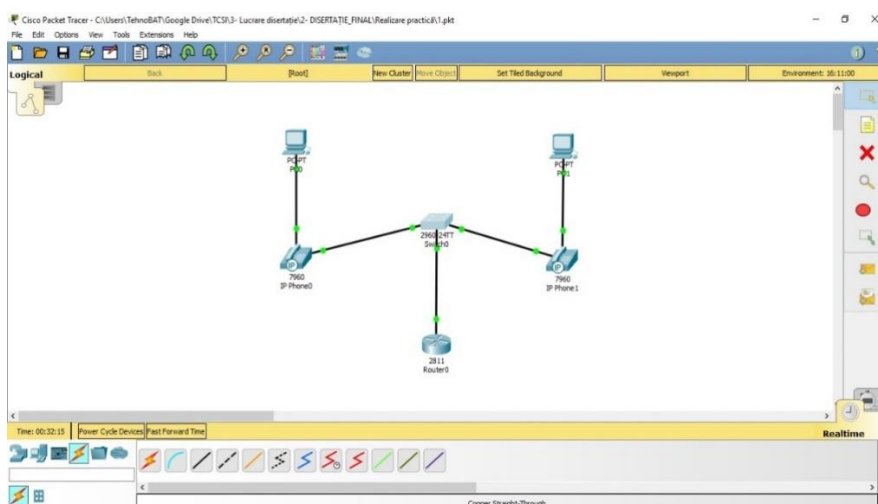 Cisco Packet Tracer - C:\Users\TehnoBAT\Google Drive\TCSI\3- Lucrare disertație\2- DISERTAȚIE_FINAL\Realizare practică\1.pkt
File Edit Options View Tools Extensions Help
Logical Back [Root] New Cluster Move Object Set Tiled Background Viewport Environment: 16:11:00
PC-PT
PC0
PC-PT
PC1
2960-24TT
Switch0
7960
IP Phone0
7960
IP Phone1
2811
Router0
Time: 00:32:15 Power Cycle Devices Fast Forward Time Realtime
Copper Straight-Through